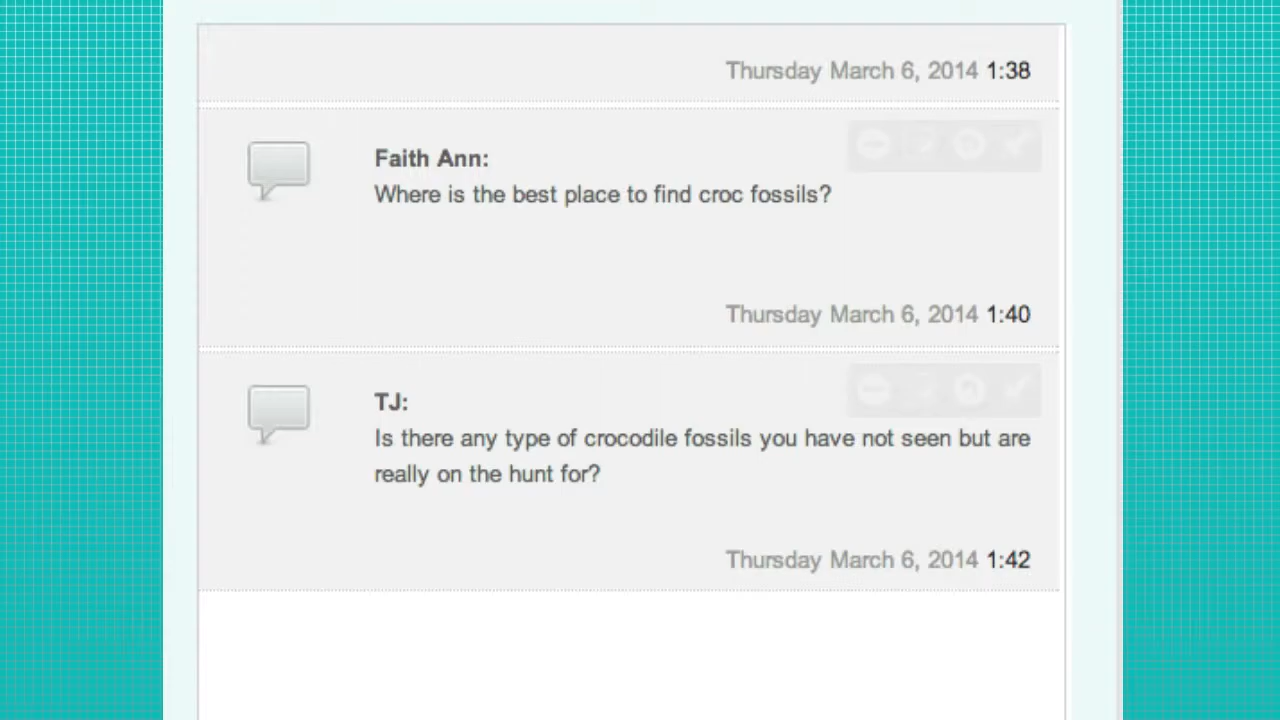 Thursday March 6, 2014 1:38
Faith Ann:
Where is the best place to find croc fossils?
Thursday March 6, 2014 1:40
TJ:
Is there any type of crocodile fossils you have not seen but are
really on the hunt for?
Thursday March 6, 2014 1:42